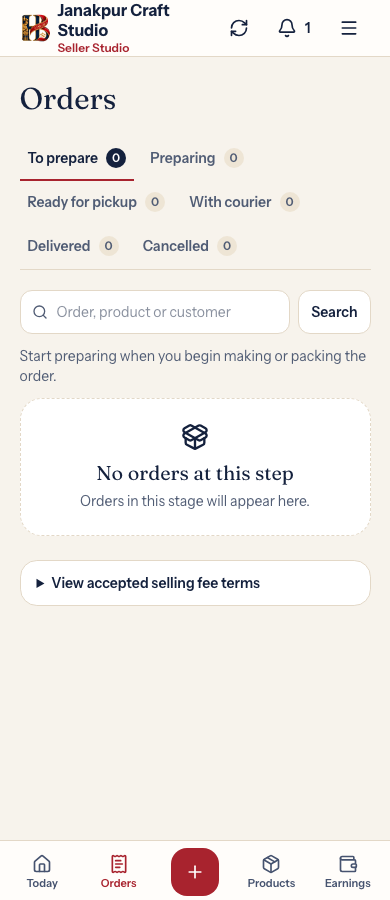 Janakpur Craft
Studio
Seller Studio
1
Orders
To prepare 0
Preparing 0
Ready for pickup 0
With courier 0
Delivered 0
Cancelled 0
Order, product or customer
Search
Start preparing when you begin making or packing the
order.
No orders at this step
Orders in this stage will appear here.
View accepted selling fee terms
Today
Orders
Products
Earnings